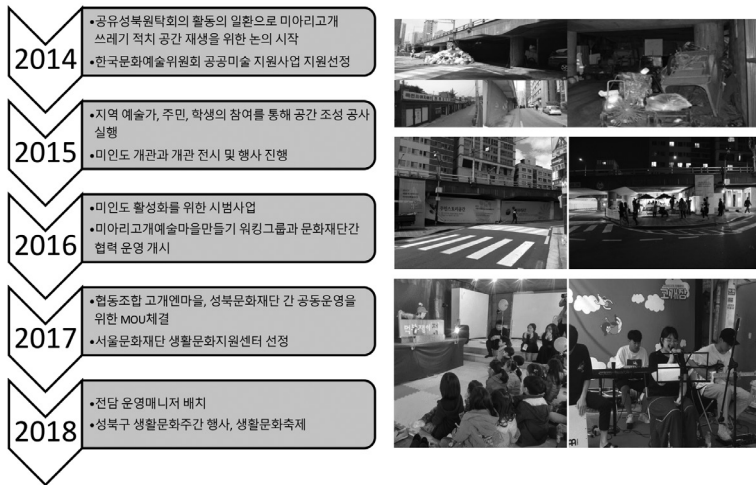 2014
•공유성북원탁회의 활동의 일환으로 미아리고개
쓰레기 적치 공간 재생을 위한 논의 시작
•한국문화예술위원회 공공미술 지원사업 지원선정
2015
•지역 예술가, 주민, 학생의 참여를 통해 공간 조성 공사
실행
•미인도 개관과 개관 전시 및 행사 진행
2016
•미인도 활성화를 위한 시범사업
•미아리고개예술마을만들기 워킹그룹과 문화재단간
협력 운영 개시
2017
•협동조합 고개엔마을, 성북문화재단 간 공동운영을
위한 MOU체결
•서울문화재단 생활문화지원센터 선정
2018
•전담 운영매니저 배치
•성북구 생활문화주간 행사, 생활문화축제